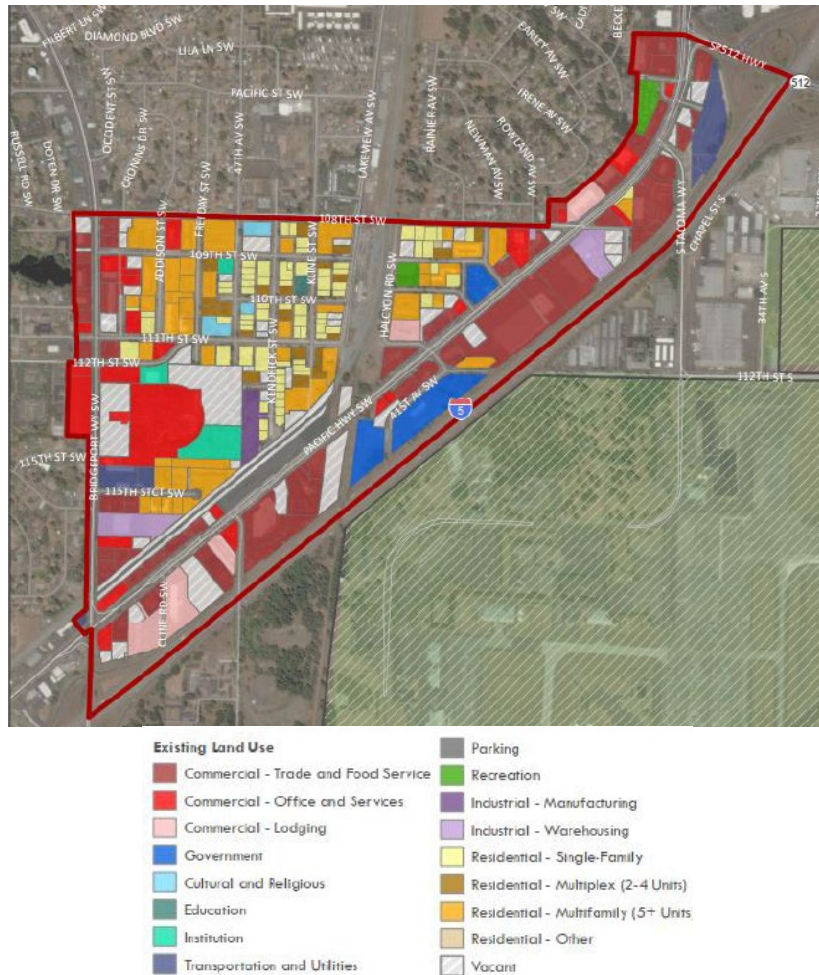 FILBERT LN SW
DIAMOND BLVD SW
LILA LN SW
OCCIDENT ST SW
PACIFIC ST SW
CRONINS DR SW
47TH AV SW
LAKEVIEW AV SW
RAINIER AV SW
EARLEY AV SW
IRENE AV SW
NEWMAN AV SW
ROWLAND AV SW
SR 512 HWY
512
RUSSELL RD SW
DOTEN DR SW
FREIDAY ST SW
108TH ST SW
ADDISON ST SW
109TH ST SW
KLINE ST SW
110TH ST SW
HALCYON RD SW
S TACOMA WY
CHAPEL ST S
34TH AV S
111TH ST SW
112TH ST SW
KENDRICK ST SW
112TH ST S
BRIDGEPORT WY SW
PACIFIC HWY SW
41ST AV SW
5
115TH ST SW
115TH ST CT SW
CLINE RD SW
Existing Land Use
Commercial - Trade and Food Service
Commercial - Office and Services
Commercial - Lodging
Government
Cultural and Religious
Education
Institution
Transportation and Utilities
Parking
Recreation
Industrial - Manufacturing
Industrial - Warehousing
Residential - Single-Family
Residential - Multiplex (2-4 Units)
Residential - Multifamily (5+ Units
Residential - Other
Vacant